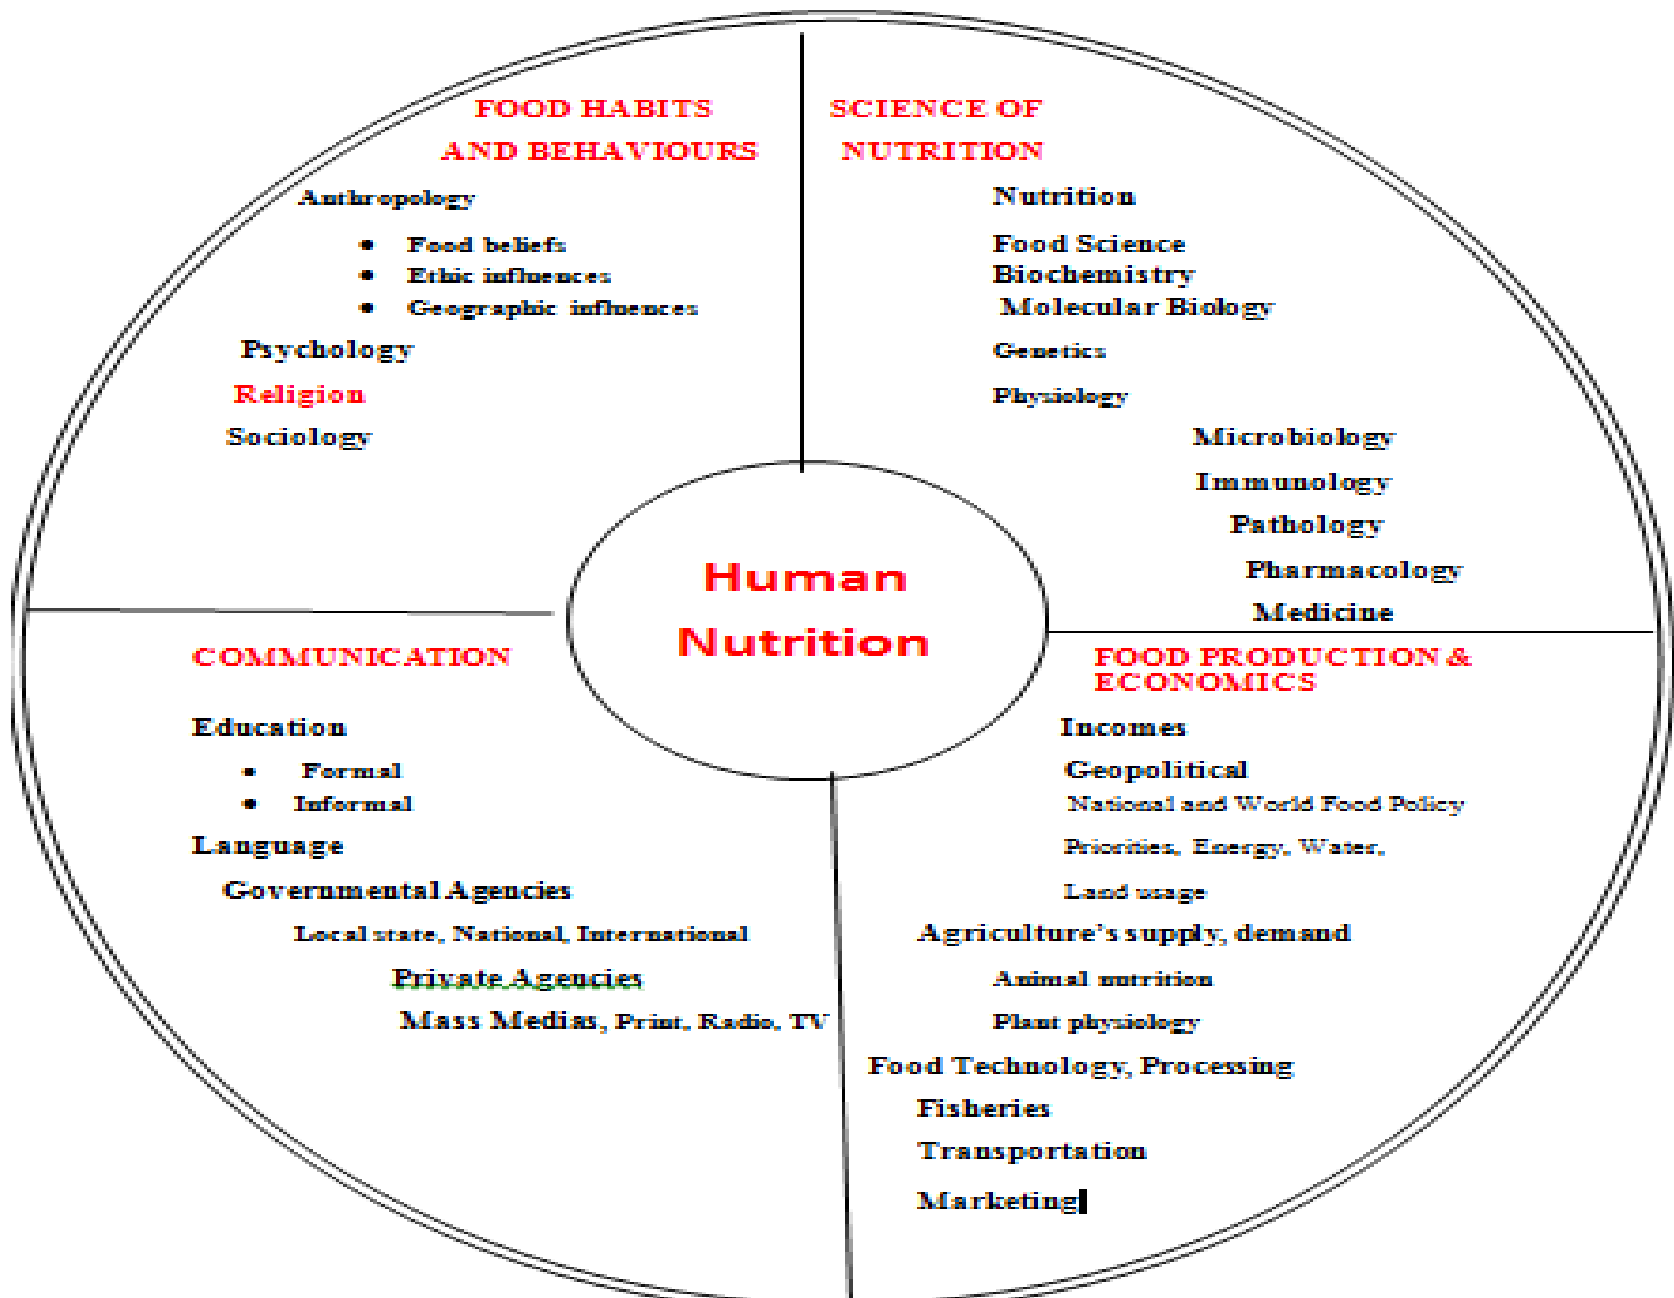 FOOD HABITS
AND BEHAVIOURS
Anthropology
• Food beliefs
• Ethic influences
• Geographic influences
Psychology
Religion
Sociology
SCIENCE OF
NUTRITION
Nutrition
Food Science
Biochemistry
Molecular Biology
Genetics
Physiology
Microbiology
Immunology
Pathology
Pharmacology
Medicine
Human
Nutrition
COMMUNICATION
Education
• Formal
• Informal
Language
Governmental Agencies
Local state, National, International
Private Agencies
Mass Medias, Print, Radio, TV
FOOD PRODUCTION &
ECONOMICS
Incomes
Geopolitical
National and World Food Policy
Priorities, Energy, Water,
Land usage
Agriculture's supply, demand
Animal nutrition
Plant physiology
Food Technology, Processing
Fisheries
Transportation
Marketing